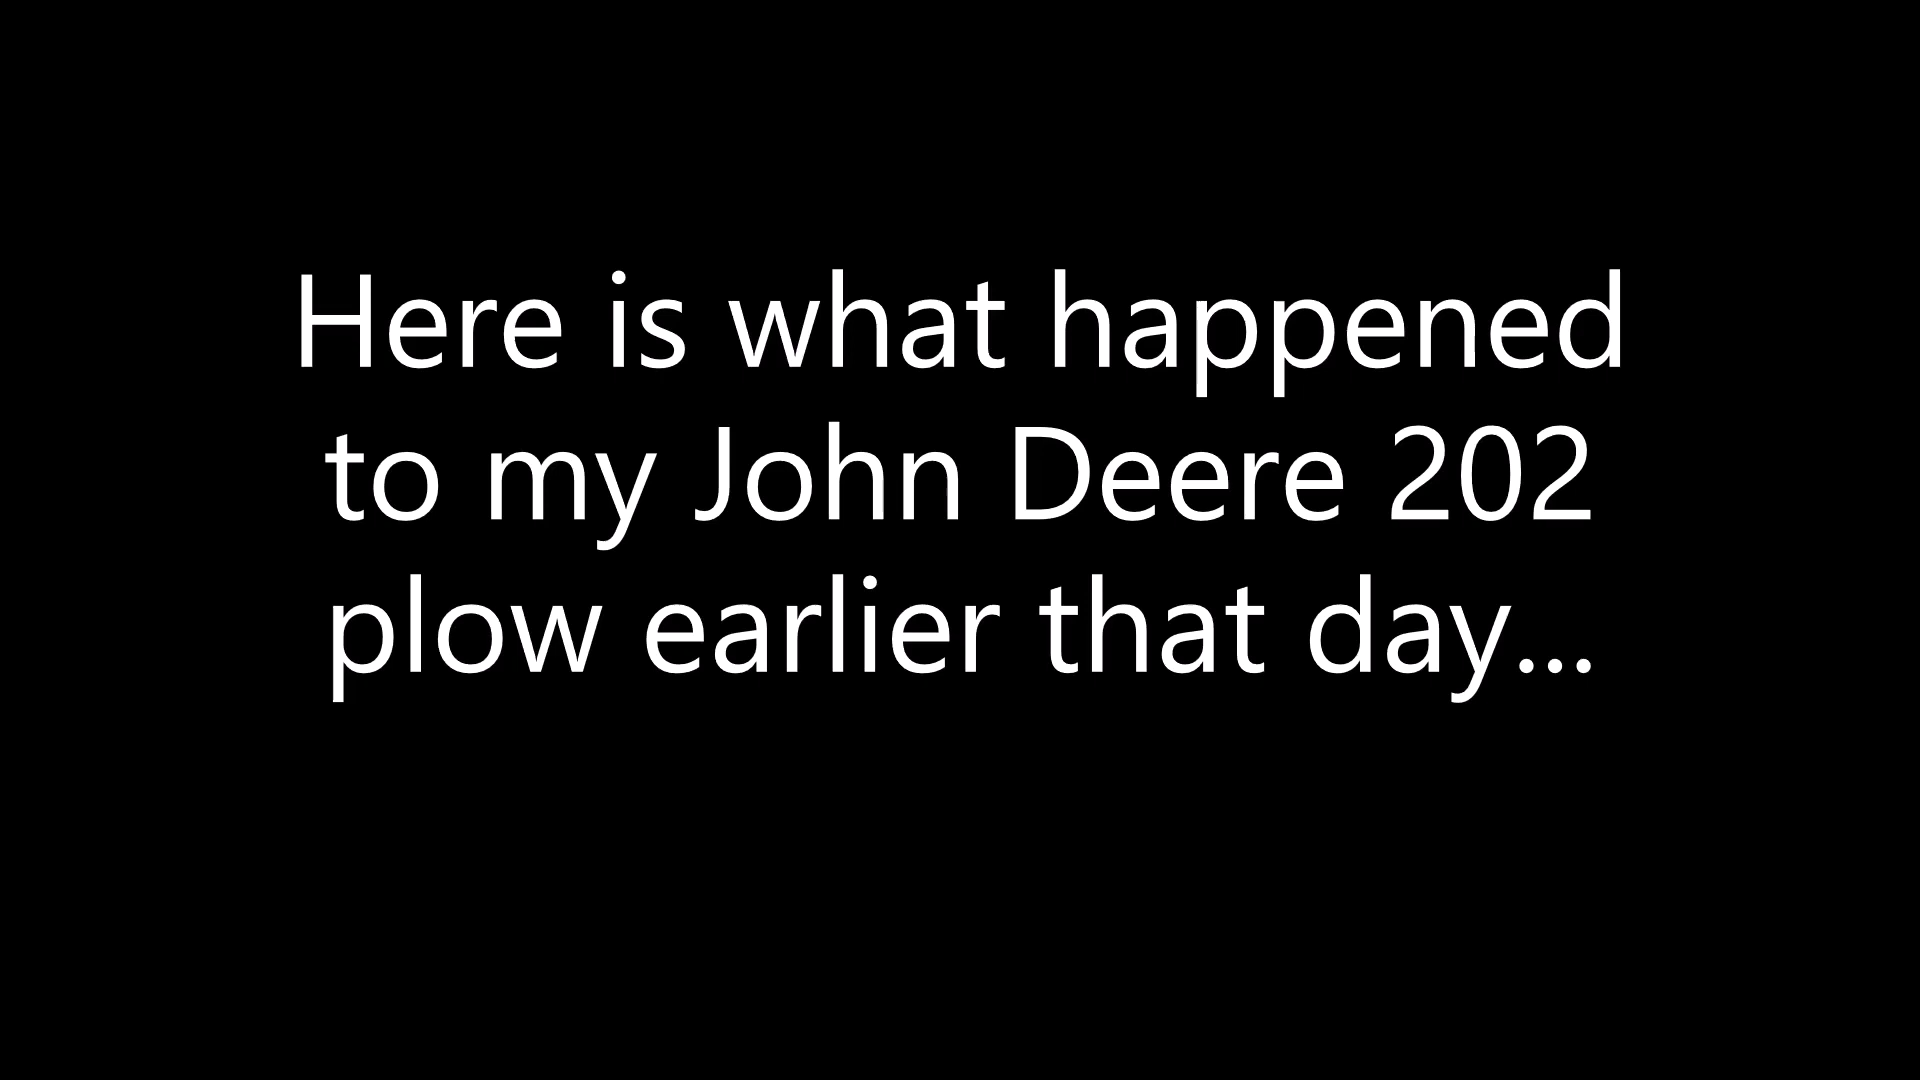 Here is what happened
to my John Deere 202
plow earlier that day...